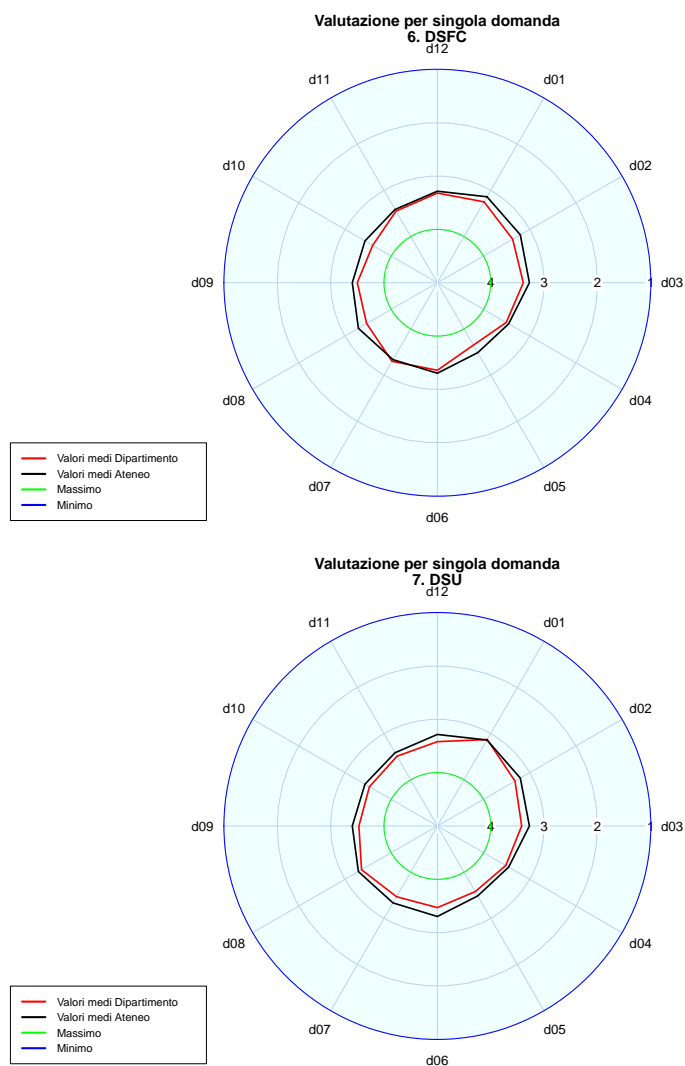 Valutazione per singola domanda
6. DSFC
d12
d11
d01
d10
d02
d09
4
3
2
1
d03
d08
d04
d07
d05
d06
Valori medi Dipartimento
Valori medi Ateneo
Massimo
Minimo
Valutazione per singola domanda
7. DSU
d12
d11
d01
d10
d02
d09
4
3
2
1
d03
d08
d04
d07
d05
d06
Valori medi Dipartimento
Valori medi Ateneo
Massimo
Minimo